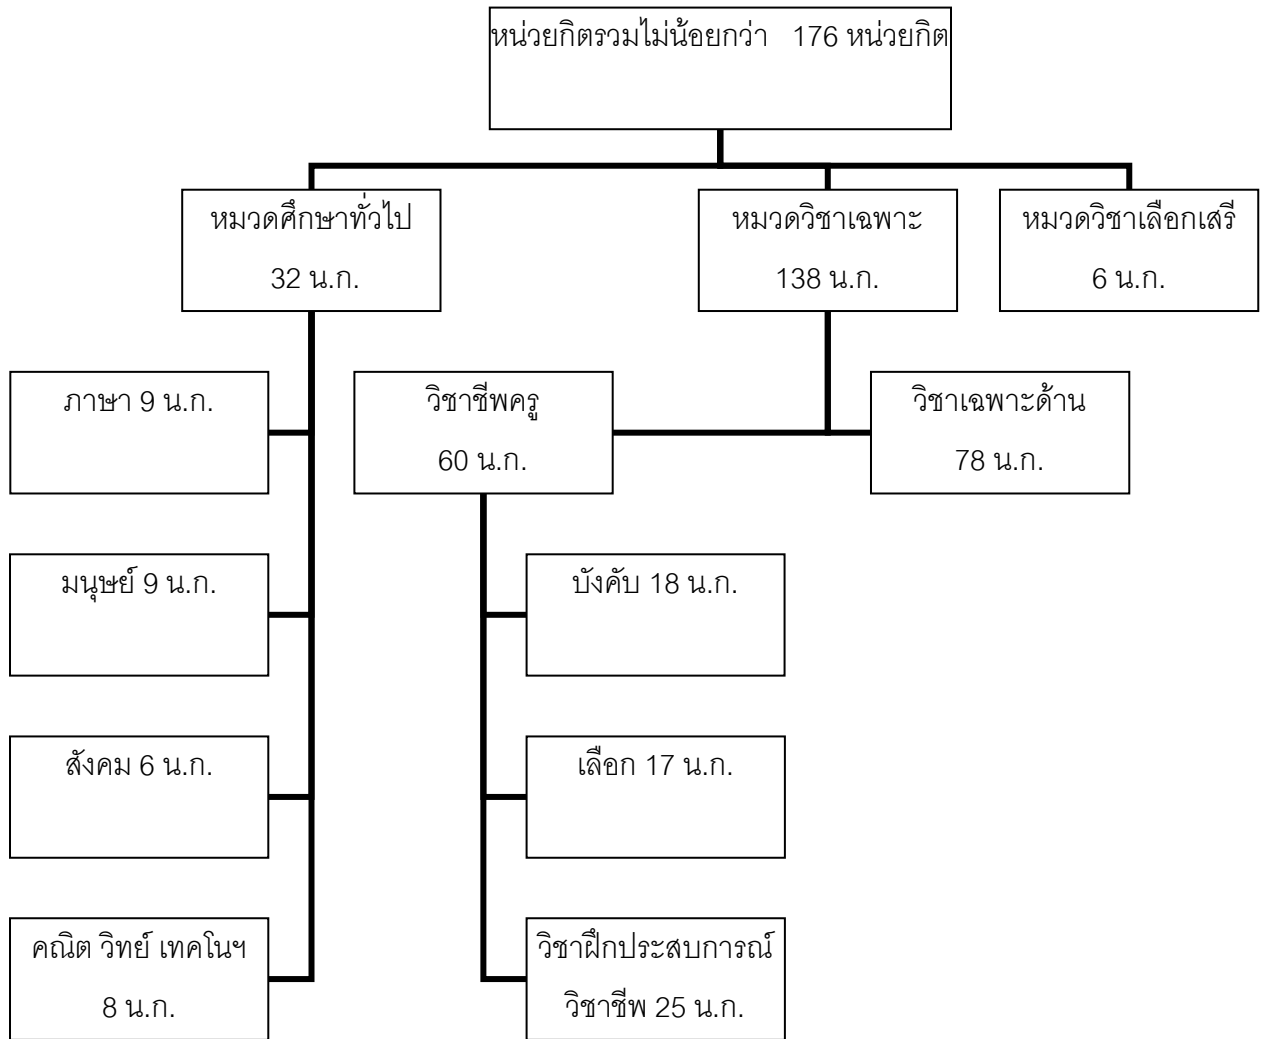 หน่วยกิตรวมไม่น้อยกว่า 176 หน่วยกิต
หมวดศึกษาทั่วไป
32 น.ก.
หมวดวิชาเฉพาะ
138 น.ก.
หมวดวิชาเลือกเสรี
6 น.ก.
ภาษา 9 น.ก.
วิชาชีพครู
60 น.ก.
วิชาเฉพาะด้าน
78 น.ก.
มนุษย์ 9 น.ก.
บังคับ 18 น.ก.
สังคม 6 น.ก.
เลือก 17 น.ก.
คณิต วิทย์ เทคโนฯ
8 น.ก.
วิชาฝึกประสบการณ์
วิชาชีพ 25 น.ก.